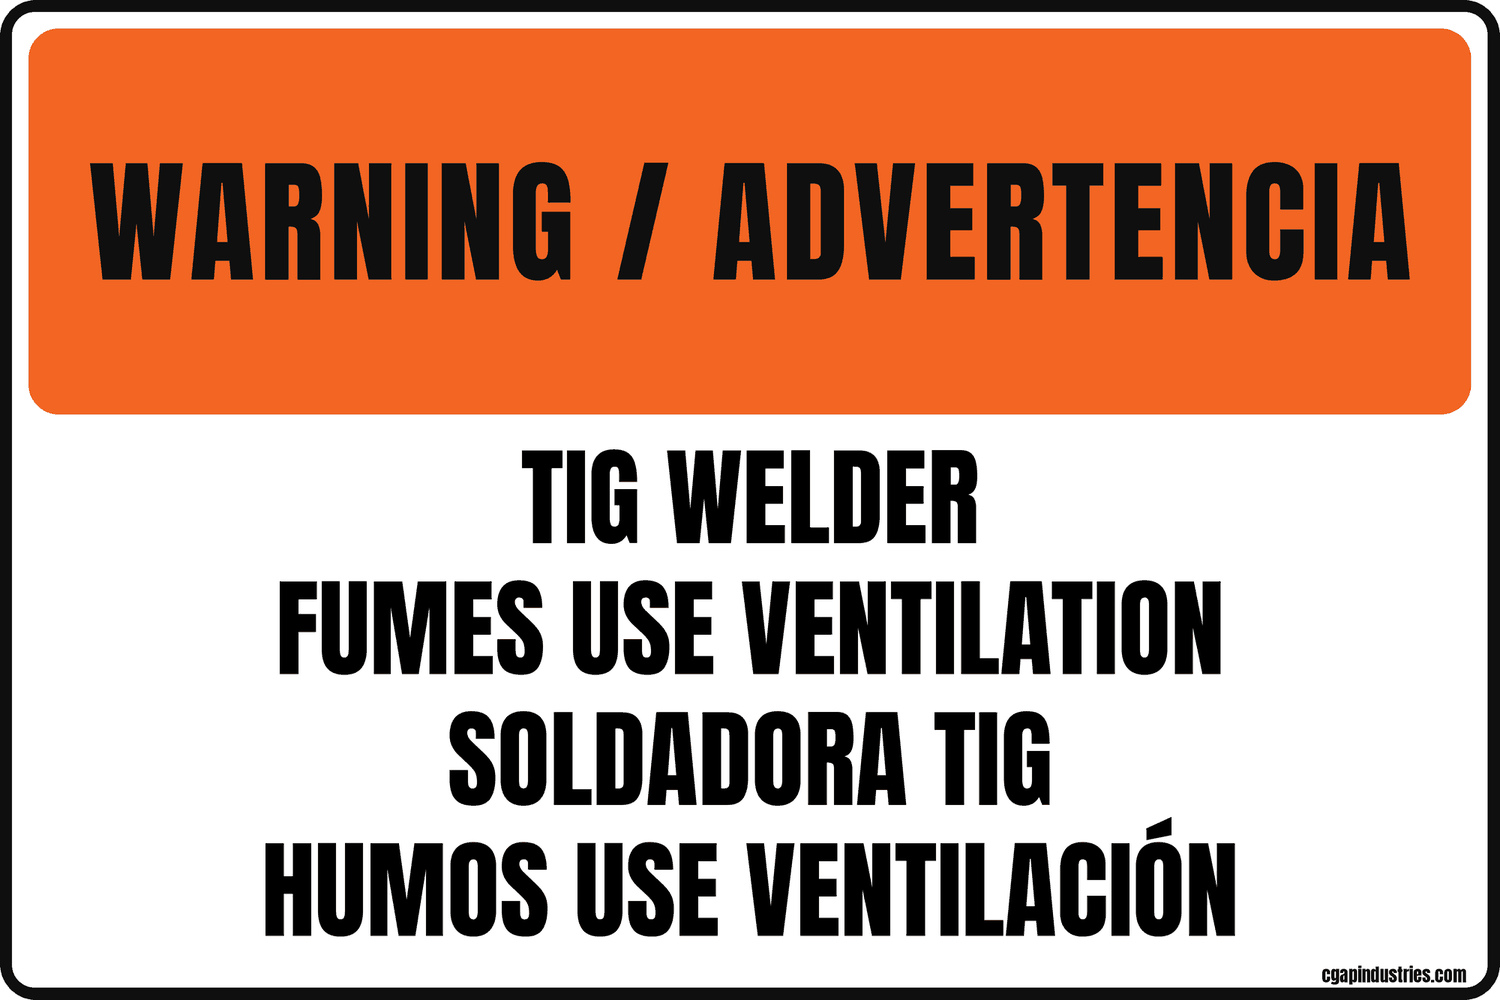 WARNING / ADVERTENCIA
TIG WELDER
FUMES USE VENTILATION
SOLDADORA TIG
HUMOS USE VENTILACIÓN
cgapindustries.com